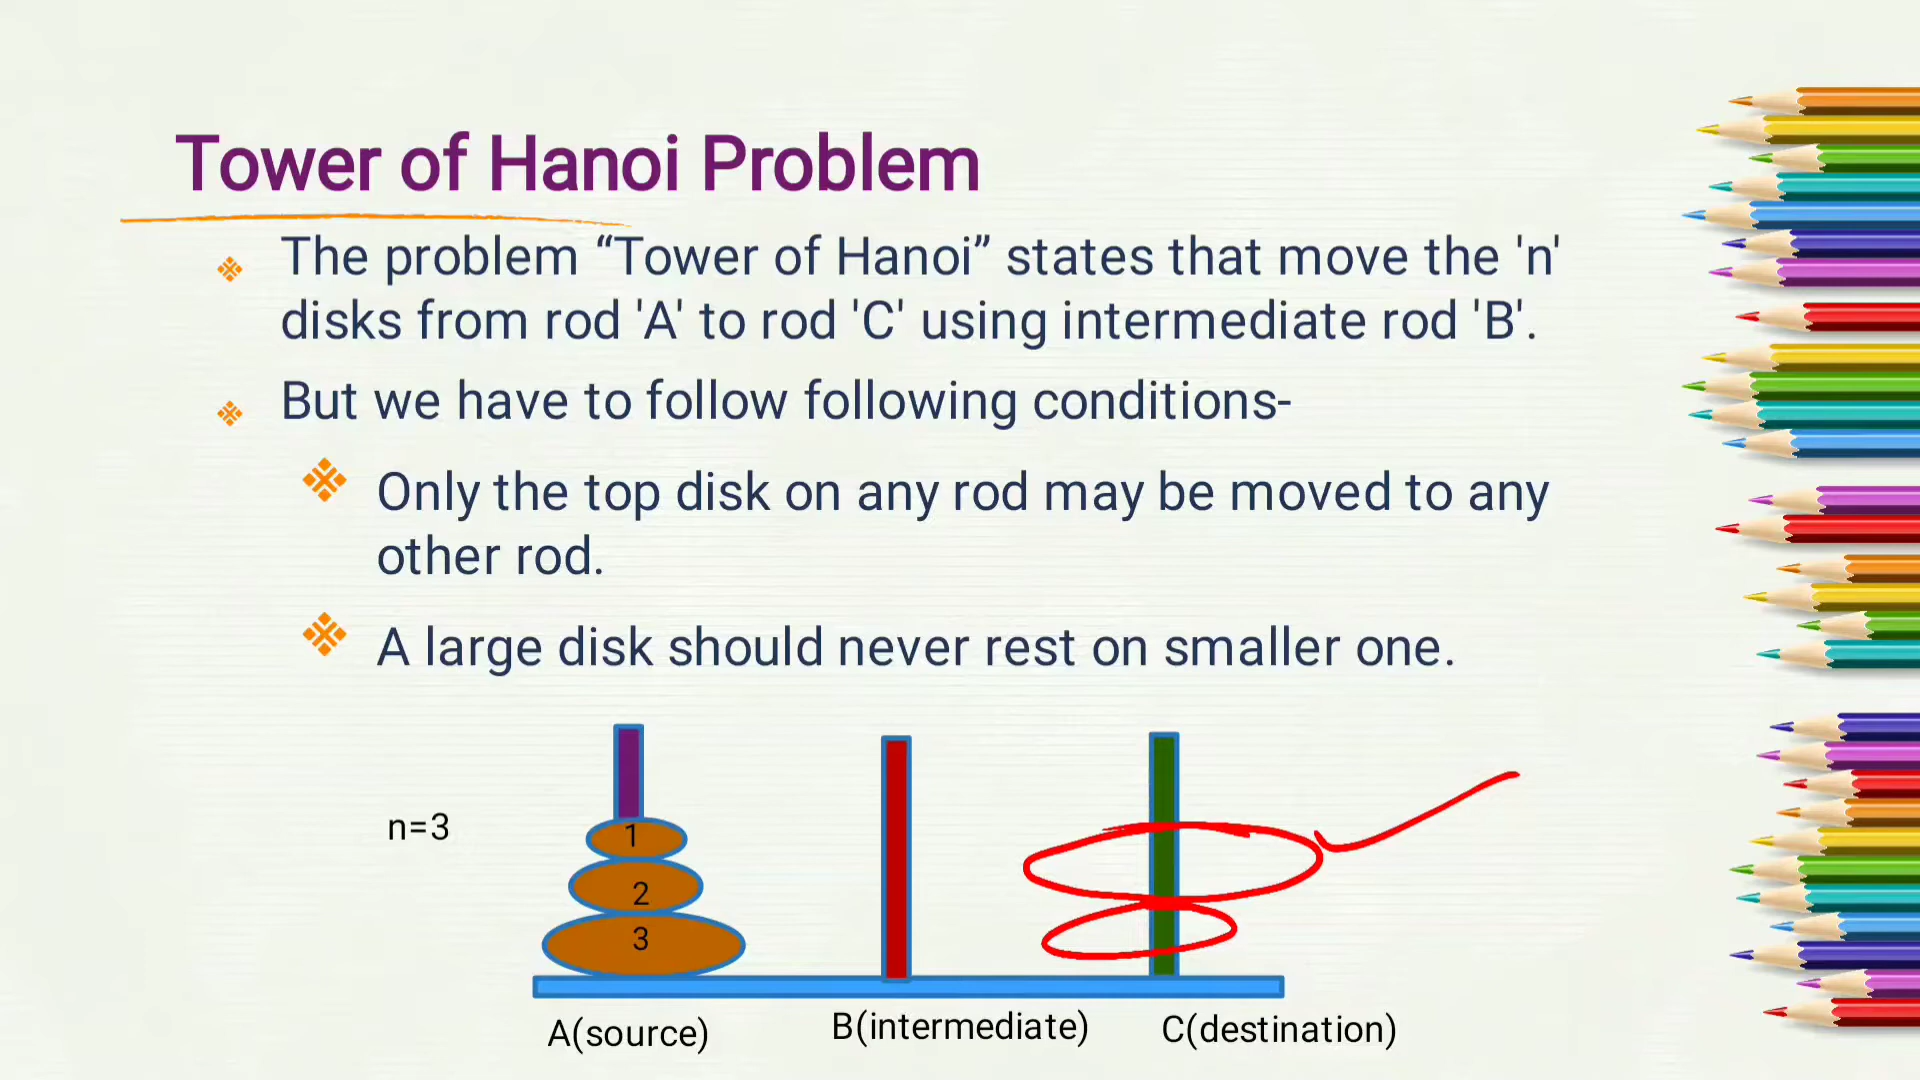 Tower of Hanoi Problem
The problem “Tower of Hanoi” states that move the 'n'
disks from rod 'A' to rod 'C' using intermediate rod 'B'.
But we have to follow following conditions-
Only the top disk on any rod may be moved to any
other rod.
A large disk should never rest on smaller one.
n=3
1
2
3
A(source)
B(intermediate)
C(destination)